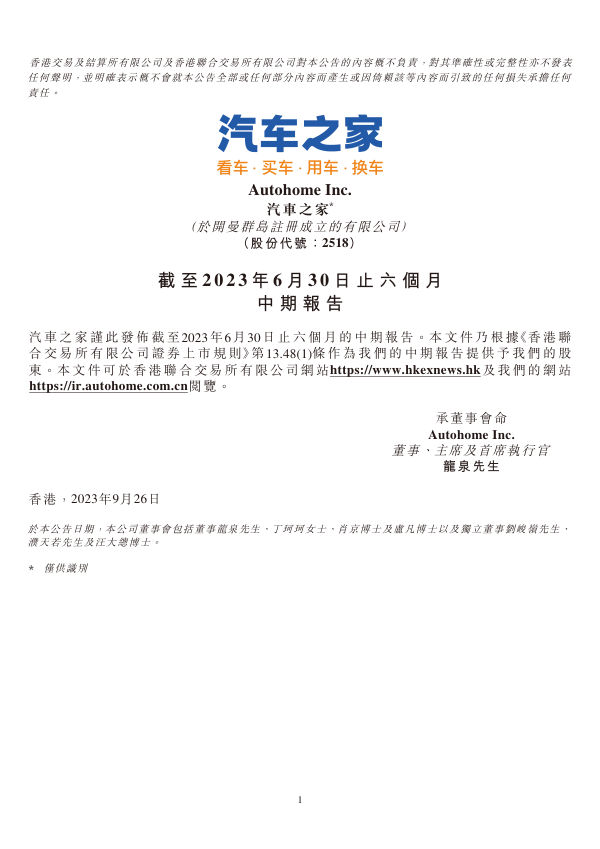 香港交易及結算所有限公司及香港聯合交易所有限公司對本公告的內容概不負責，對其準確性或完整性亦不發表
任何聲明，並明確表示概不會就本公告全部或任何部分內容而產生或因倚賴該等內容而引致的任何損失承擔任何
責任。
汽车之家
看车·买车·用车·换车
Autohome Inc.
汽車之家*
（於開曼群島註冊成立的有限公司）
（股份代號：2518）
截至2023年6月30日止六個月
中期報告
汽車之家謹此發佈截至2023年6月30日止六個月的中期報告。本文件乃根據《香港聯
合交易所有限公司證券上市規則》第13.48(1)條作為我們的中期報告提供予我們的股
東。本文件可於香港聯合交易所有限公司網站https://www.hkexnews.hk及我們的網站
https://ir.autohome.com.cn閱覽。
承董事會命
Autohome Inc.
董事、主席及首席執行官
龍泉先生
香港，2023年9月26日
於本公告日期，本公司董事會包括董事龍泉先生、丁珂珂女士、肖京博士及盧凡博士以及獨立董事劉峻嶺先生、
濮天若先生及汪大總博士。
* 僅供識別
1